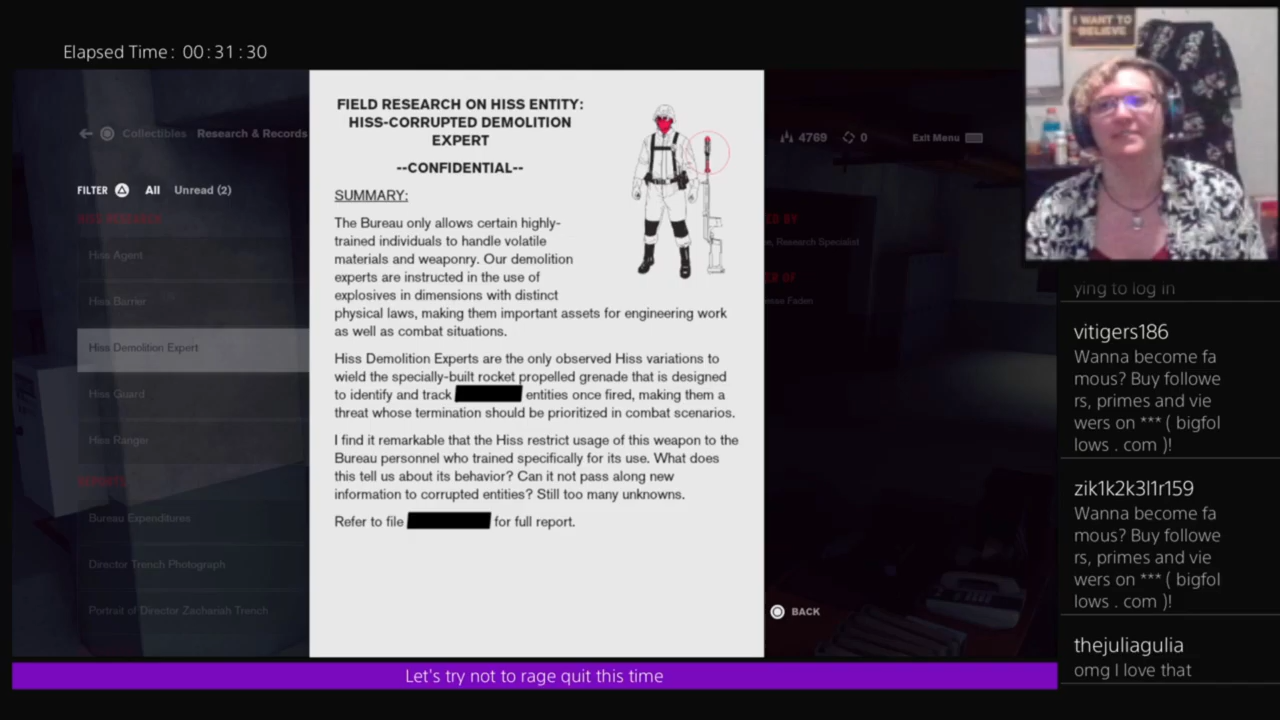 Elapsed Time: 00:31:30
I WANT TO
BELIEVE
Collectibles Research & Records
4769 0 Exit Menu
FILTER All Unread (2)
Hiss Agent
Hiss Barrier
Hiss Demolition Expert
Hiss Guard
Hiss Ranger
Bureau Expenditures
Director Trench Photograph
Portrait of Director Zachariah Trench
FIELD RESEARCH ON HISS ENTITY:
HISS-CORRUPTED DEMOLITION
EXPERT
--CONFIDENTIAL--
SUMMARY:
The Bureau only allows certain highly-
trained individuals to handle volatile
materials and weaponry. Our demolition
experts are instructed in the use of
explosives in dimensions with distinct
physical laws, making them important assets for engineering work
as well as combat situations.
Hiss Demolition Experts are the only observed Hiss variations to
wield the specially-built rocket propelled grenade that is designed
to identify and track entities once fired, making them a
threat whose termination should be prioritized in combat scenarios.
I find it remarkable that the Hiss restrict usage of this weapon to the
Bureau personnel who trained specifically for its use. What does
this tell us about its behavior? Can it not pass along new
information to corrupted entities? Still too many unknowns.
Refer to file for full report.
BY
, Research Specialist
OF
Faden
BACK
Let's try not to rage quit this time
ying to log in
vitigers186
Wanna become fa
mous? Buy followe
rs, primes and vie
wers on *** ( bigfol
lows . com )!
zik1k2k3l1r159
Wanna become fa
mous? Buy followe
rs, primes and vie
wers on *** ( bigfol
lows . com )!
thejuliagulia
omg I love that